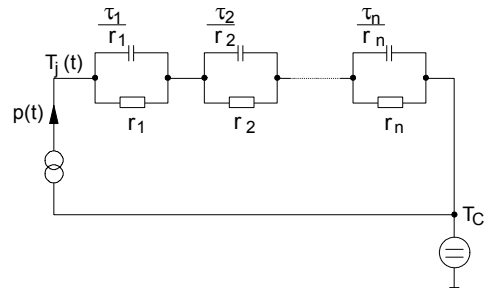 τ1 τ2 τn
r1 r2 rn
Tj (t)
r1 r2 rn
p(t)
TC